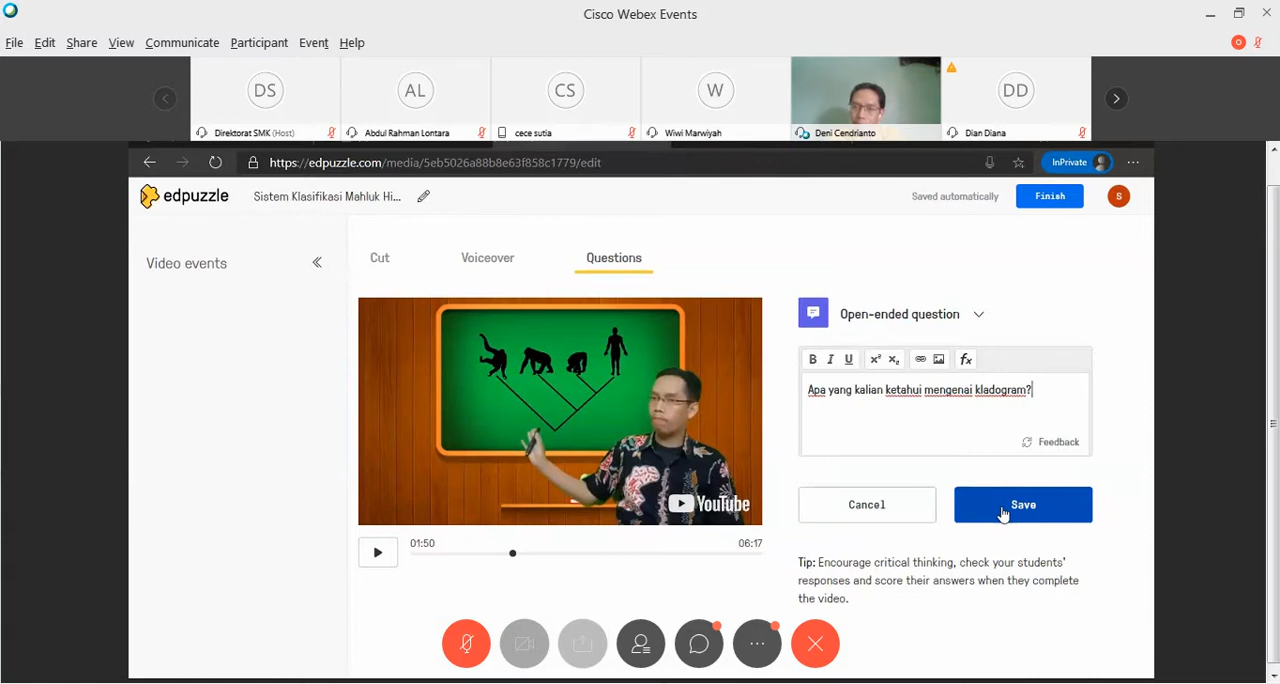 Cisco Webex Events
File Edit Share View Communicate Participant Event Help
DS AL CS W DD
Direktorat SMK (Host) Abdul Rahman Lontara cece sutia Wiwi Marwiyah Deni Cendrianto Dian Diana
https://edpuzzle.com/media/5eb5026a88b8e63f858c1779/edit InPrivate
edpuzzle Sistem Klasifikasi Mahluk Hi... Saved automatically Finish S
Video events
Cut Voiceover Questions
Open-ended question
B I U x² x₂ fx
Apa yang kalian ketahui mengenai kladogram?
Feedback
YouTube
Cancel Save
01:50 06:17
Tip: Encourage critical thinking, check your students'
responses and score their answers when they complete
the video.